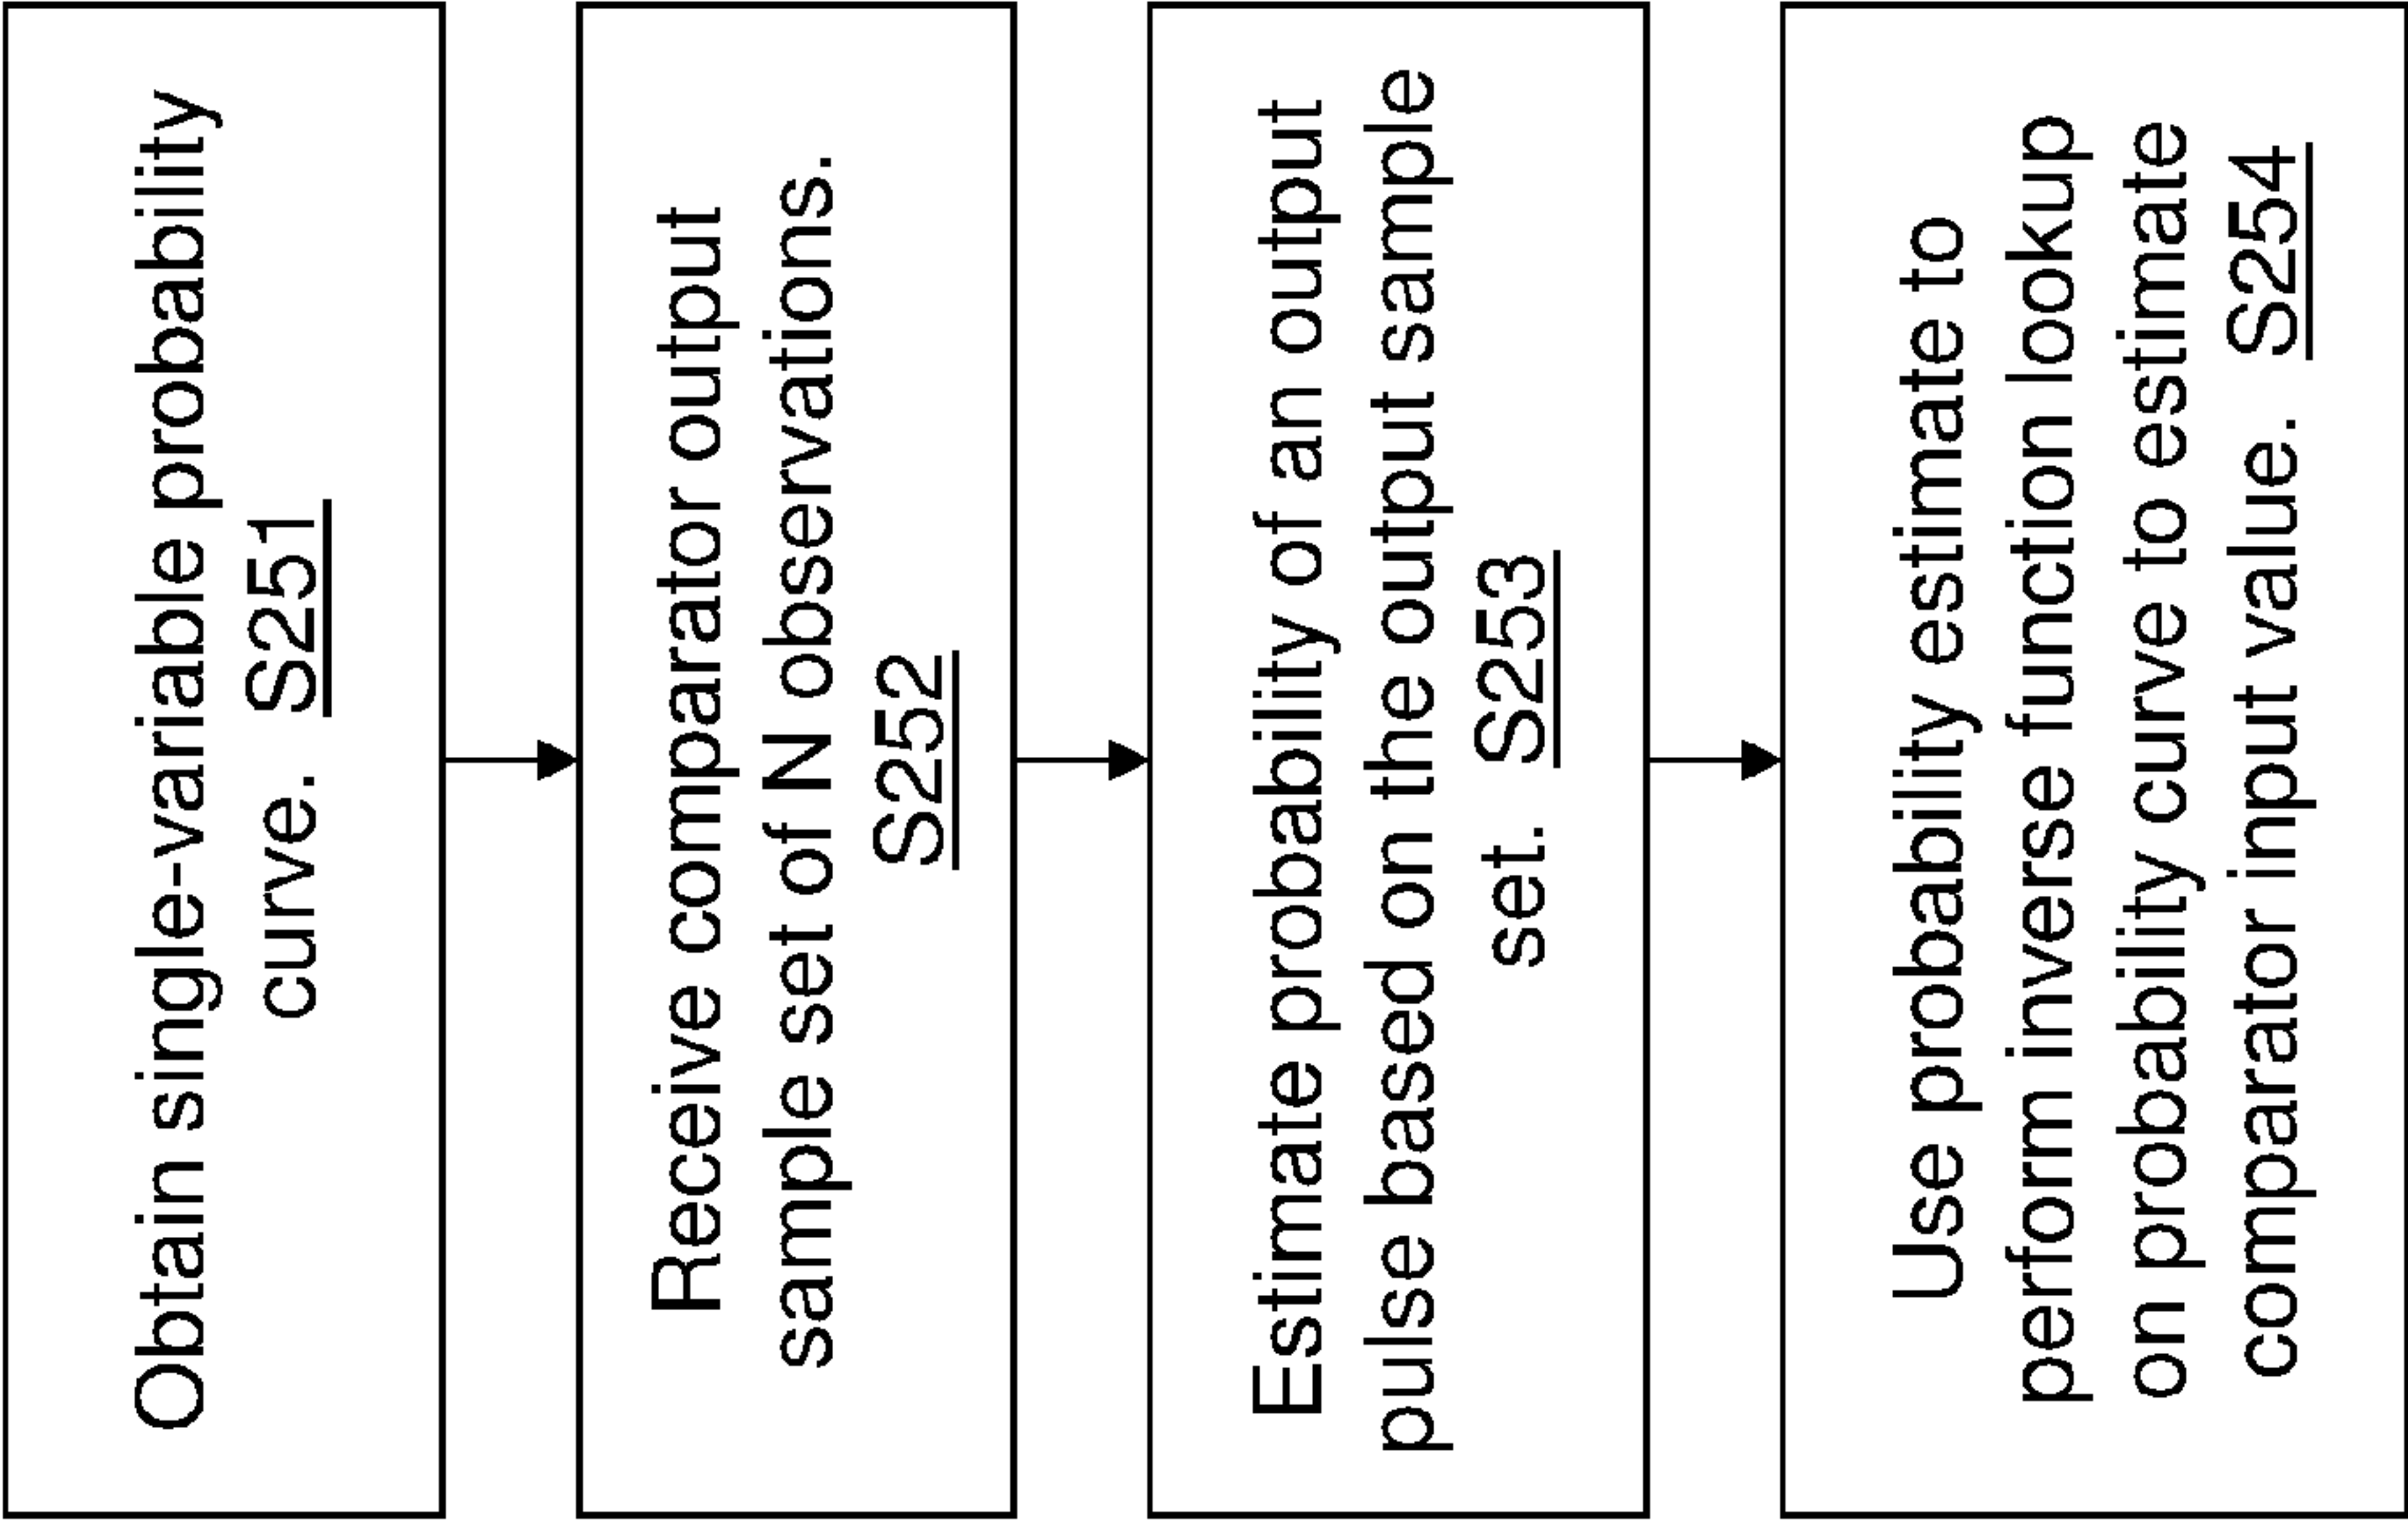 Obtain single-variable probability
curve. S251
Receive comparator output
sample set of N observations.
S252
Estimate probability of an output
pulse based on the output sample
set. S253
Use probability estimate to
perform inverse function lookup
on probability curve to estimate
comparator input value. S254